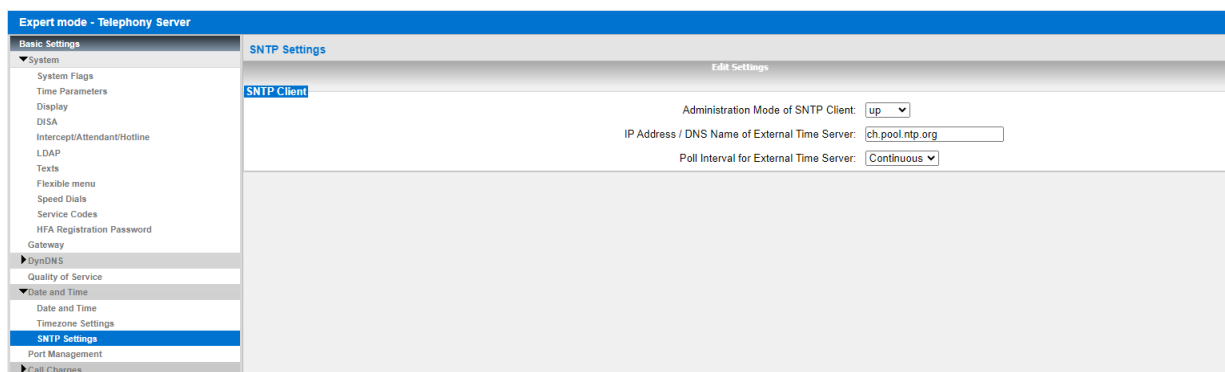 Expert mode - Telephony Server
Basic Settings
System
System Flags
Time Parameters
Display
DISA
Intercept/Attendant/Hotline
LDAP
Texts
Flexible menu
Speed Dials
Service Codes
HFA Registration Password
Gateway
DynDNS
Quality of Service
Date and Time
Date and Time
Timezone Settings
SNTP Settings
Port Management
Call Charges
SNTP Settings
Edit Settings
SNTP Client
Administration Mode of SNTP Client: up
IP Address / DNS Name of External Time Server: ch.pool.ntp.org
Poll Interval for External Time Server: Continuous